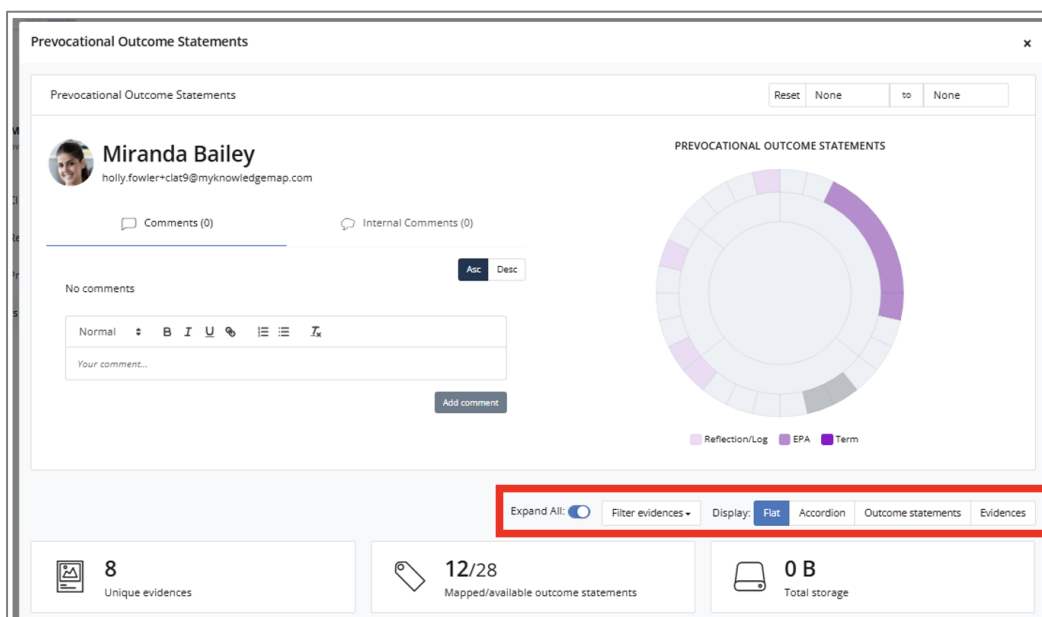 Prevocational Outcome Statements
×
Prevocational Outcome Statements
Reset None to None
Miranda Bailey
holly.fowler+clat9@myknowledgemap.com
Comments (0) Internal Comments (0)
Asc Desc
No comments
Normal B I U Tx
Your comment...
Add comment
PREVOCATIONAL OUTCOME STATEMENTS
Reflection/Log EPA Term
Expand All: Filter evidences Display: Flat Accordion Outcome statements Evidences
8
Unique evidences
12/28
Mapped/available outcome statements
0 B
Total storage